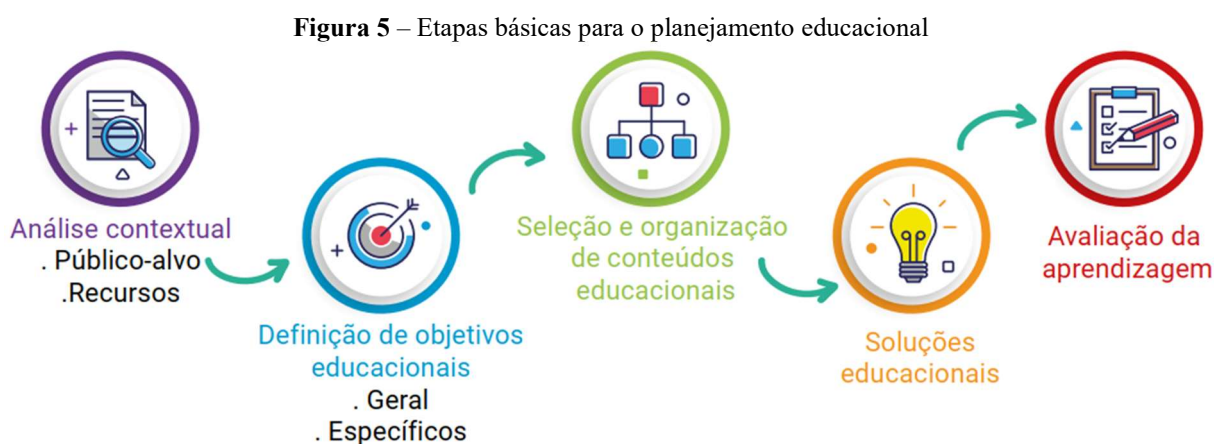 Figura 5 – Etapas básicas para o planejamento educacional
Análise contextual
. Público-alvo
.Recursos
Definição de objetivos
educacionais
. Geral
. Específicos
Seleção e organização
de conteúdos
educacionais
Soluções
educacionais
Avaliação da
aprendizagem